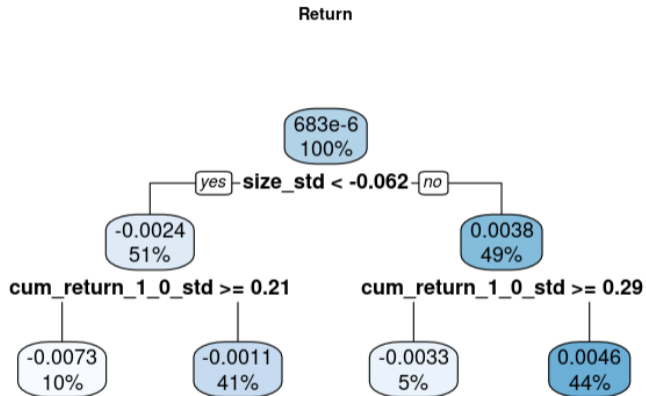 Return
683e-6
100%
yes size_std < -0.062 no
-0.0024
51%
0.0038
49%
cum_return_1_0_std >= 0.21
cum_return_1_0_std >= 0.29
-0.0073
10%
-0.0011
41%
-0.0033
5%
0.0046
44%